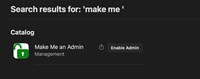 Search results for: 'make me '
Catalog
Make Me an Admin
Enable Admin
Management